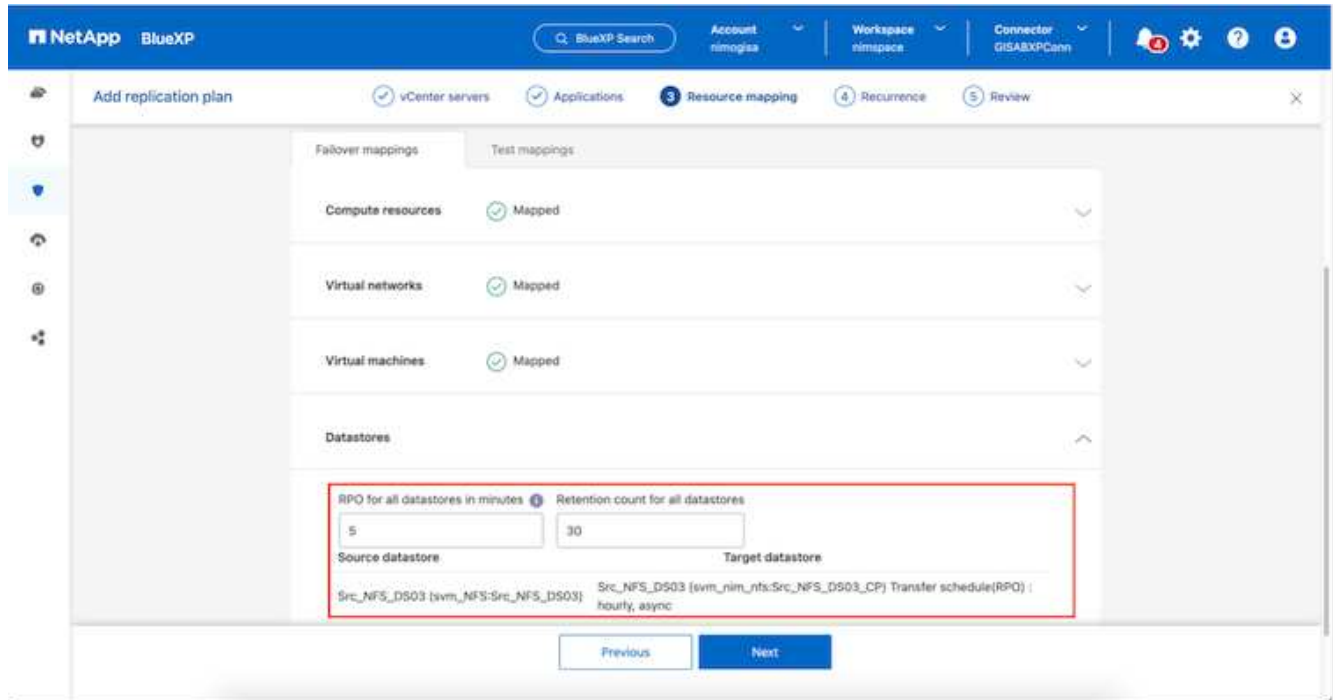 NetApp BlueXP
BlueXP Search
Account
nimogisa
Workspace
nimspace
Connector
GISABXPConn
4
Add replication plan
vCenter servers
Applications
3 Resource mapping
4 Recurrence
5 Review
Failover mappings
Test mappings
Compute resources
Mapped
Virtual networks
Mapped
Virtual machines
Mapped
Datastores
RPO for all datastores in minutes
Retention count for all datastores
5
30
Source datastore
Target datastore
Src_NFS_DS03 (svm_NFS:Src_NFS_DS03)
Src_NFS_DS03 (svm_nim_nfs:Src_NFS_DS03_CP) Transfer schedule(RPO) :
hourly, async
Previous
Next